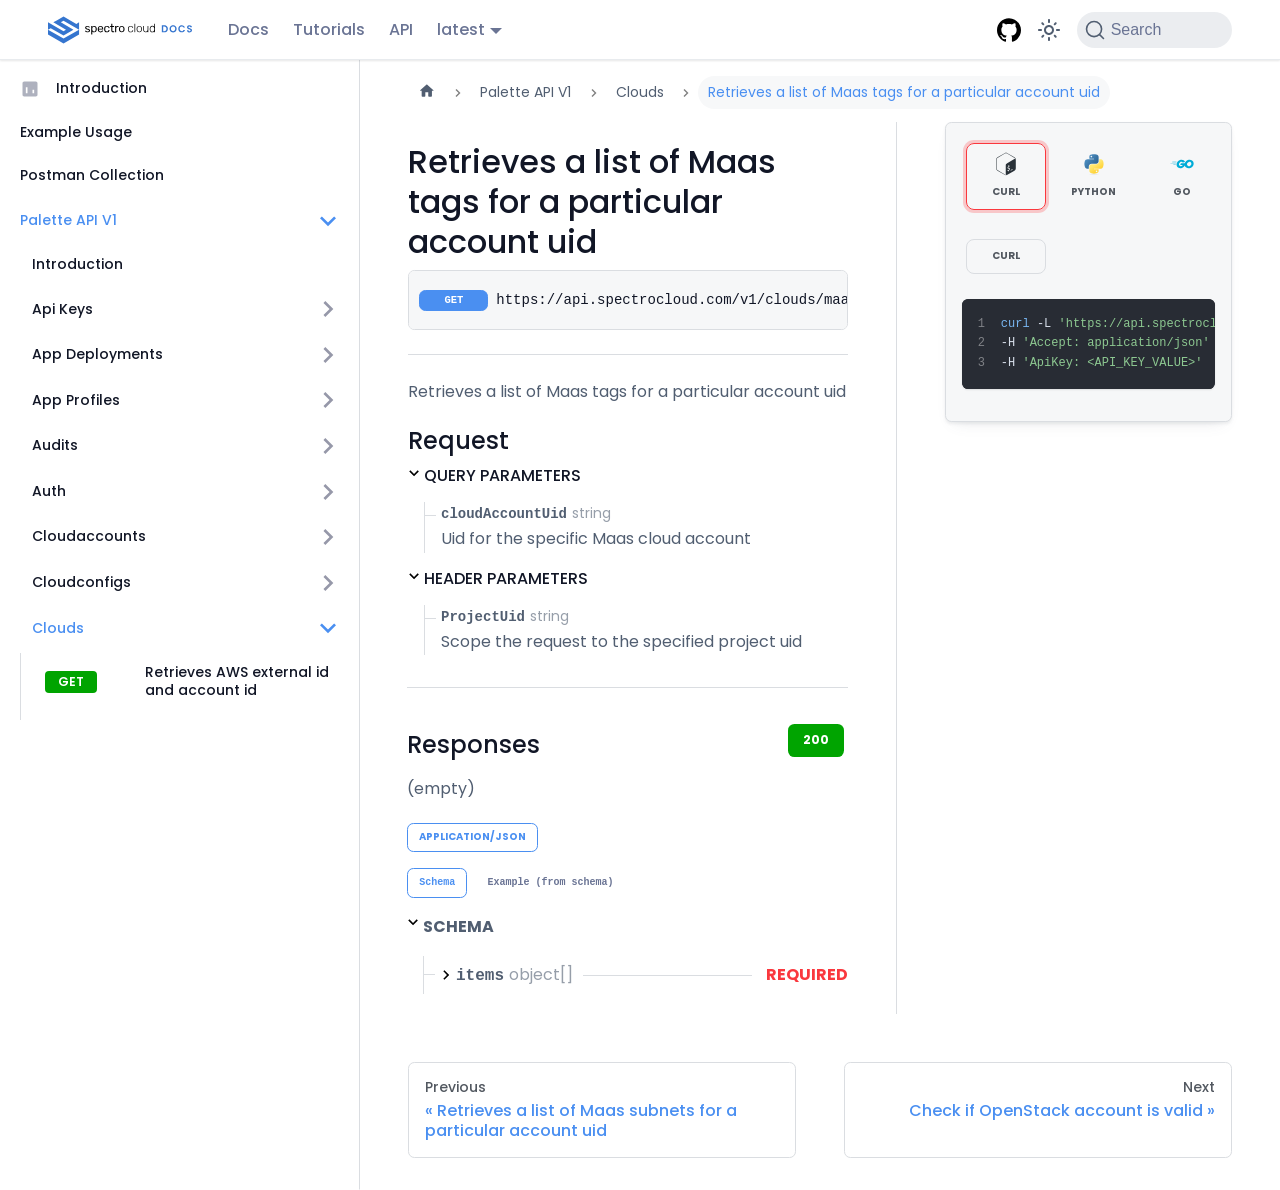 spectro cloud DOCS
Docs
Tutorials
API
latest
Search
Introduction
Example Usage
Postman Collection
Palette API V1
Introduction
Api Keys
App Deployments
App Profiles
Audits
Auth
Cloudaccounts
Cloudconfigs
Clouds
GET
Retrieves AWS external id
and account id
Palette API V1
Clouds
Retrieves a list of Maas tags for a particular account uid
Retrieves a list of Maas
tags for a particular
account uid
GET https://api.spectrocloud.com/v1/clouds/maa
Retrieves a list of Maas tags for a particular account uid
Request
QUERY PARAMETERS
cloudAccountUid string
Uid for the specific Maas cloud account
HEADER PARAMETERS
ProjectUid string
Scope the request to the specified project uid
Responses
200
(empty)
APPLICATION/JSON
Schema
Example (from schema)
SCHEMA
items object[]
REQUIRED
CURL
PYTHON
GO
CURL
1 curl -L 'https://api.spectrocl
2 -H 'Accept: application/json'
3 -H 'ApiKey: <API_KEY_VALUE>'
Previous
« Retrieves a list of Maas subnets for a
particular account uid
Next
Check if OpenStack account is valid »